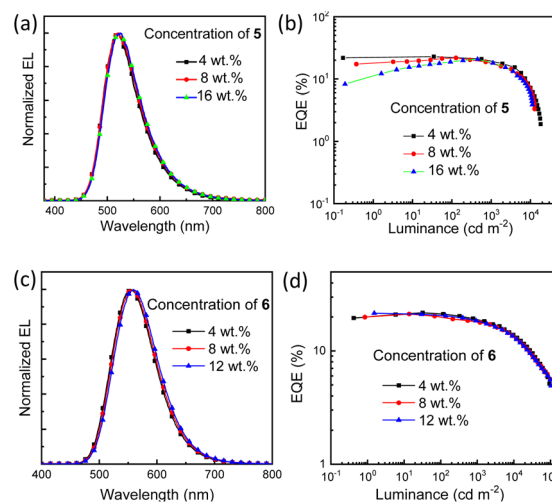 (a)
Concentration of 5
4 wt.%
8 wt.%
16 wt.%
Normalized EL
400 500 600 700 800
Wavelength (nm)
(b)
10²
10¹
10⁰
10⁻¹
EQE (%)
Concentration of 5
4 wt.%
8 wt.%
16 wt.%
10⁻¹ 10⁰ 10¹ 10² 10³ 10⁴
Luminance (cd m⁻²)
(c)
Concentration of 6
4 wt.%
8 wt.%
12 wt.%
Normalized EL
400 500 600 700 800
Wavelength (nm)
(d)
10
1
EQE (%)
Concentration of 6
4 wt.%
8 wt.%
12 wt.%
10⁰ 10¹ 10² 10³ 10⁴ 10⁵
Luminance (cd m⁻²)